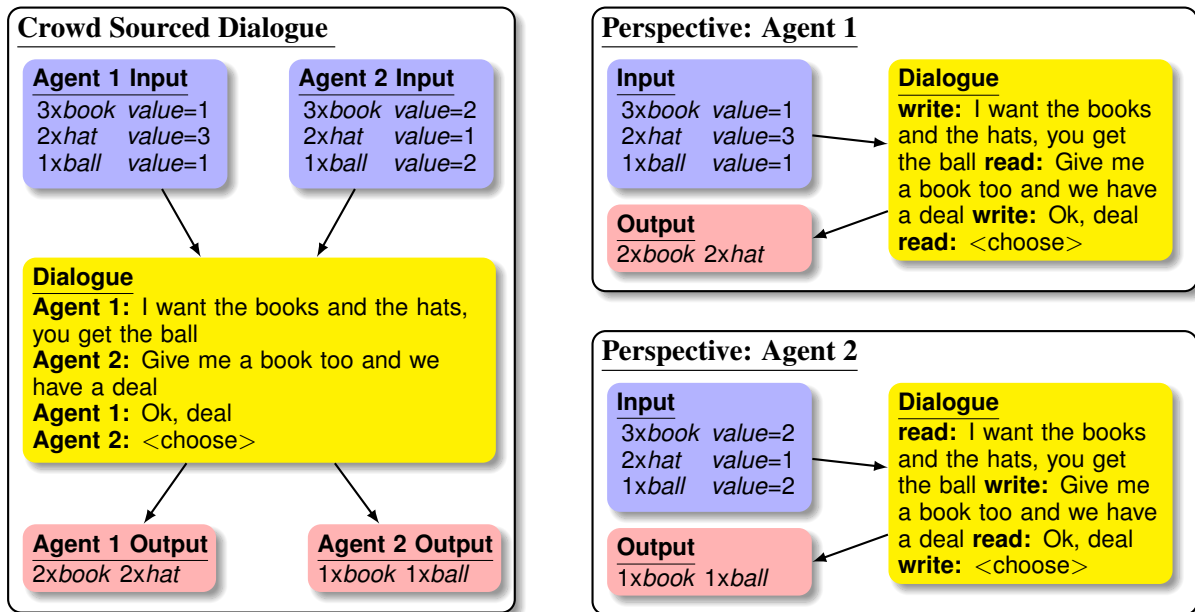 Crowd Sourced Dialogue
Agent 1 Input
3xbook value=1
2xhat value=3
1xball value=1
Agent 2 Input
3xbook value=2
2xhat value=1
1xball value=2
Dialogue
Agent 1: I want the books and the hats,
you get the ball
Agent 2: Give me a book too and we
have a deal
Agent 1: Ok, deal
Agent 2: <choose>
Agent 1 Output
2xbook 2xhat
Agent 2 Output
1xbook 1xball
Perspective: Agent 1
Input
3xbook value=1
2xhat value=3
1xball value=1
Output
2xbook 2xhat
Dialogue
write: I want the books
and the hats, you get
the ball read: Give me
a book too and we have
a deal write: Ok, deal
read: <choose>
Perspective: Agent 2
Input
3xbook value=2
2xhat value=1
1xball value=2
Output
1xbook 1xball
Dialogue
read: I want the books
and the hats, you get
the ball write: Give me
a book too and we have
a deal read: Ok, deal
write: <choose>